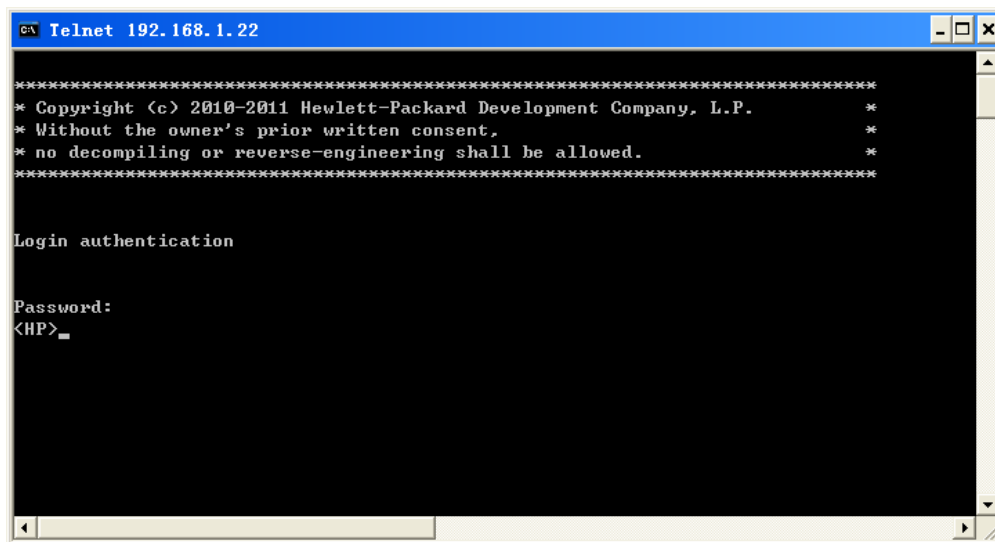 Telnet 192.168.1.22
******************************************************************************
* Copyright (c) 2010-2011 Hewlett-Packard Development Company, L.P. *
* Without the owner's prior written consent, *
* no decompiling or reverse-engineering shall be allowed. *
******************************************************************************
Login authentication
Password:
<HP>_